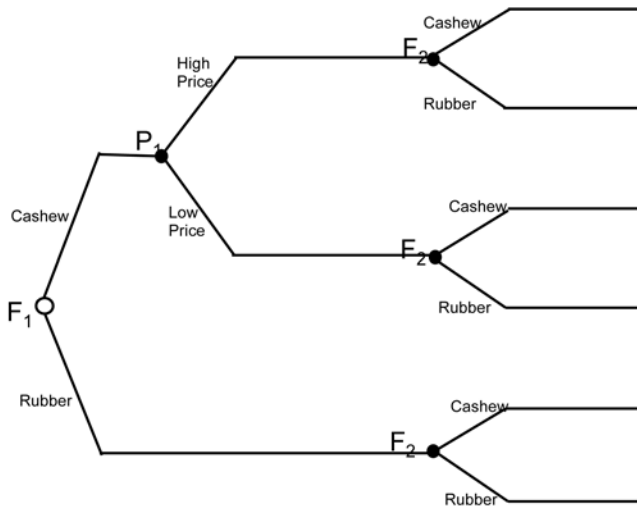 Cashew
F₂
High
Price
Rubber
P₁
Cashew
Low
Price
Cashew
F₂
F₁
Rubber
Rubber
Cashew
F₂
Rubber